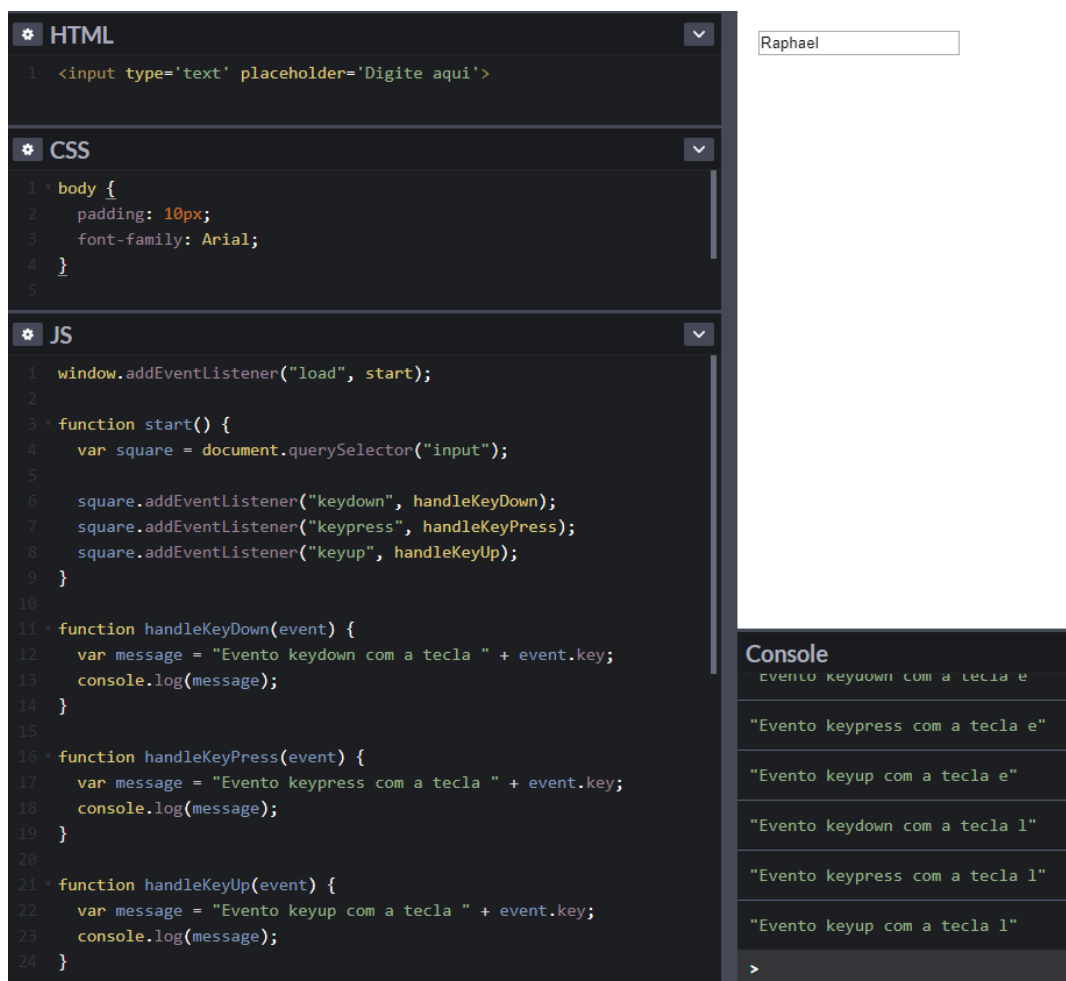 HTML
1 <input type='text' placeholder='Digite aqui'>
CSS
1 body {
2 padding: 10px;
3 font-family: Arial;
4 }
5
JS
1 window.addEventListener("load", start);
2
3 function start() {
4 var square = document.querySelector("input");
5
6 square.addEventListener("keydown", handleKeyDown);
7 square.addEventListener("keypress", handleKeyPress);
8 square.addEventListener("keyup", handleKeyUp);
9 }
10
11 function handleKeyDown(event) {
12 var message = "Evento keydown com a tecla " + event.key;
13 console.log(message);
14 }
15
16 function handleKeyPress(event) {
17 var message = "Evento keypress com a tecla " + event.key;
18 console.log(message);
19 }
20
21 function handleKeyUp(event) {
22 var message = "Evento keyup com a tecla " + event.key;
23 console.log(message);
24 }
Raphael
Console
Evento keydown com a tecla e
"Evento keypress com a tecla e"
"Evento keyup com a tecla e"
"Evento keydown com a tecla l"
"Evento keypress com a tecla l"
"Evento keyup com a tecla l"
>